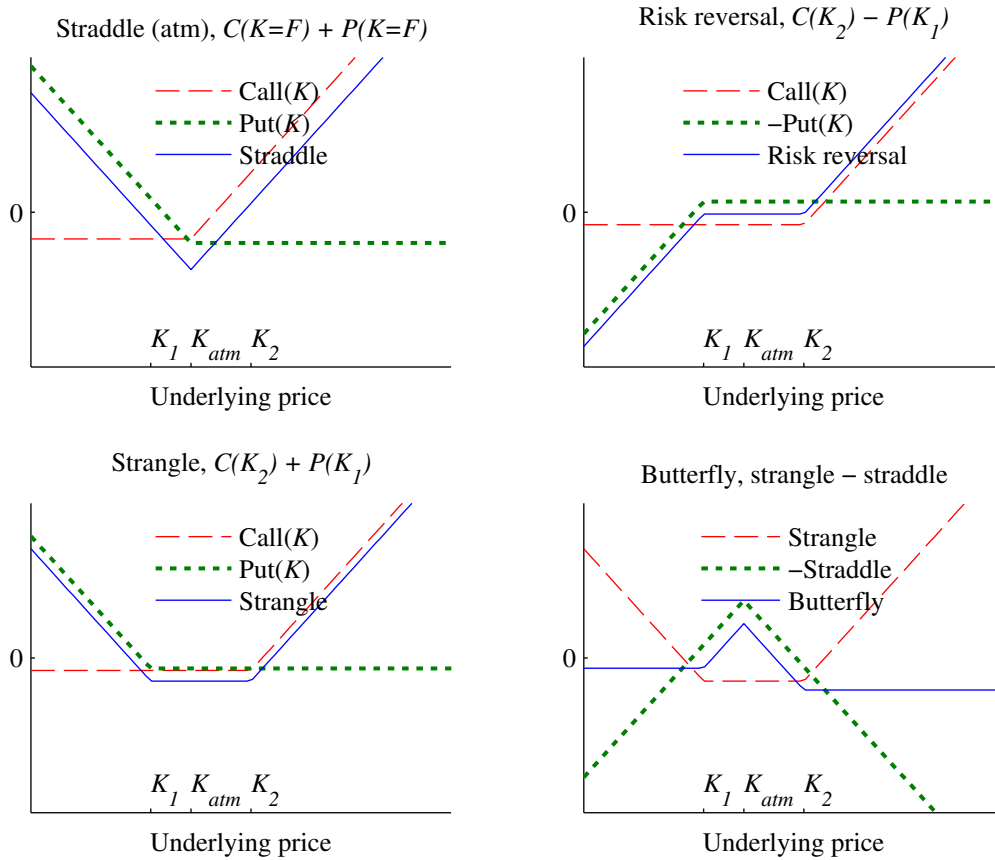 Straddle (atm), C(K=F) + P(K=F)
Call(K)
Put(K)
Straddle
0
K1 Katm K2
Underlying price
Risk reversal, C(K2) − P(K1)
Call(K)
−Put(K)
Risk reversal
0
K1 Katm K2
Underlying price
Strangle, C(K2) + P(K1)
Call(K)
Put(K)
Strangle
0
K1 Katm K2
Underlying price
Butterfly, strangle − straddle
Strangle
−Straddle
Butterfly
0
K1 Katm K2
Underlying price